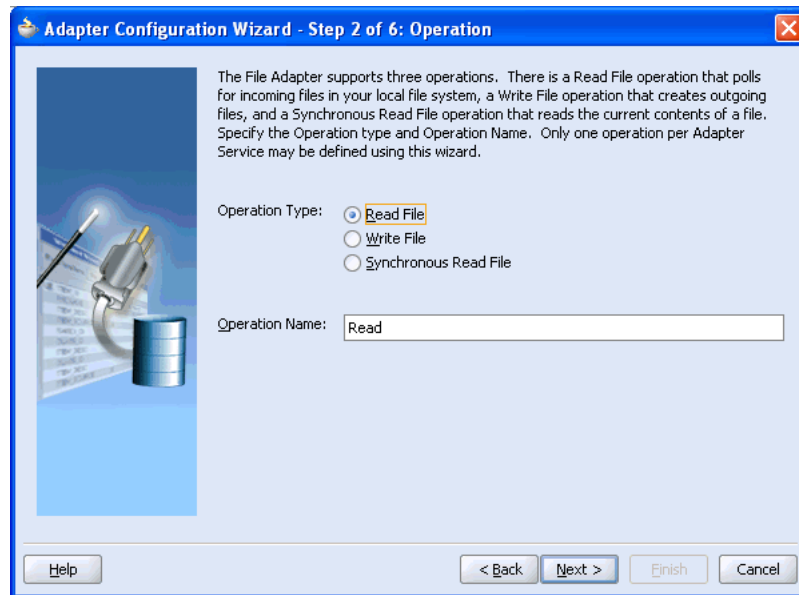 Adapter Configuration Wizard - Step 2 of 6: Operation
The File Adapter supports three operations. There is a Read File operation that polls
for incoming files in your local file system, a Write File operation that creates outgoing
files, and a Synchronous Read File operation that reads the current contents of a file.
Specify the Operation type and Operation Name. Only one operation per Adapter
Service may be defined using this wizard.
Operation Type:
Read File
Write File
Synchronous Read File
Operation Name: Read
Help < Back Next > Finish Cancel